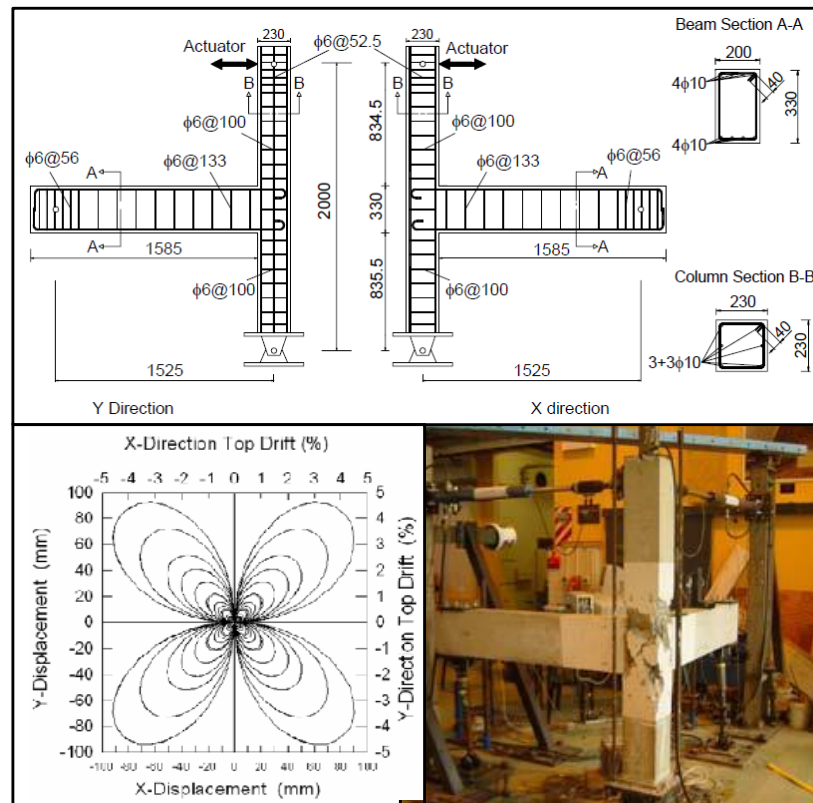 230
230
Beam Section A-A
Actuator
ϕ6@52.5
Actuator
200
B
B
B
B
4ϕ10
40
330
834.5
4ϕ10
ϕ6@100
ϕ6@100
ϕ6@56
ϕ6@133
ϕ6@133
ϕ6@56
A
A
2000
330
A
A
1585
1585
Column Section B-B
ϕ6@100
835.5
ϕ6@100
230
40
230
3+3ϕ10
1525
1525
Y Direction
X direction
X-Direction Top Drift (%)
-5 -4 -3 -2 -1 0 1 2 3 4 5
100
80
60
40
20
0
-20
-40
-60
-80
-100
Y-Displacement (mm)
5
4
3
2
1
0
-1
-2
-3
-4
-5
Y-Direction Top Drift (%)
-100 -80 -60 -40 -20 0 20 40 60 80 100
X-Displacement (mm)